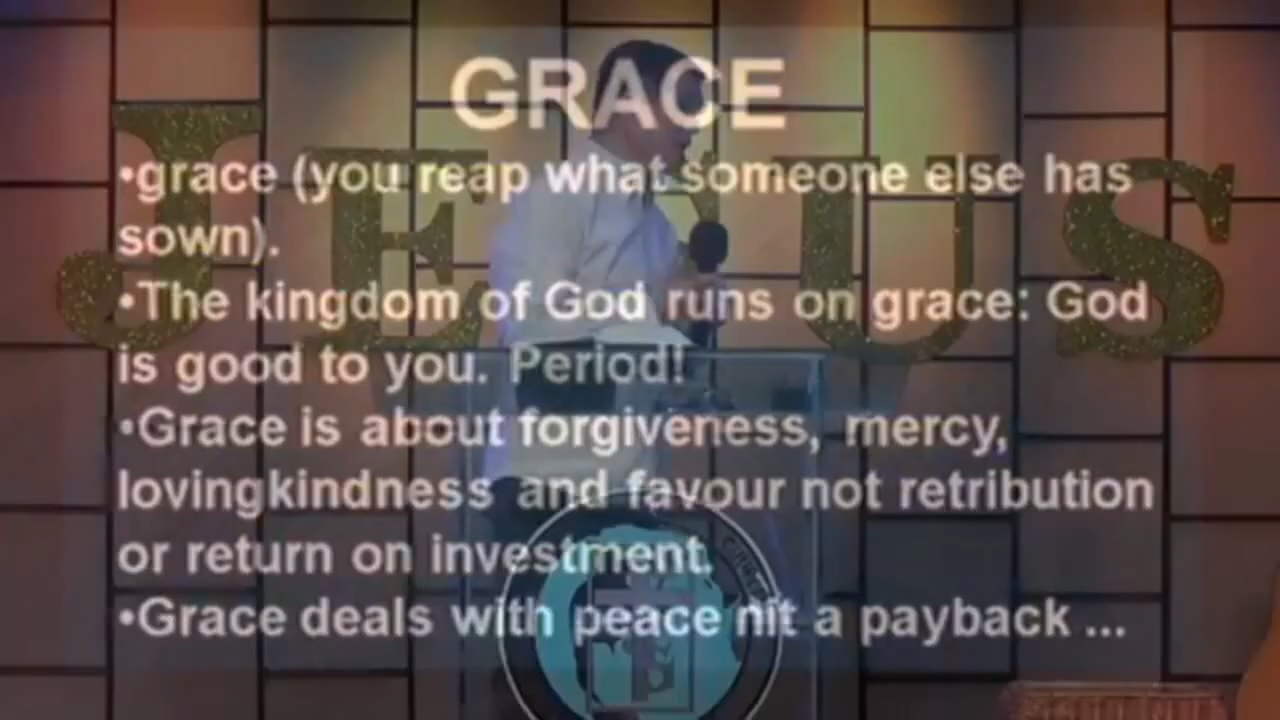 GRACE
•grace (you reap what someone else has
sown).
•The kingdom of God runs on grace: God
is good to you. Period!
•Grace is about forgiveness, mercy,
lovingkindness and favour not retribution
or return on investment.
•Grace deals with peace nit a payback ...
JESUS